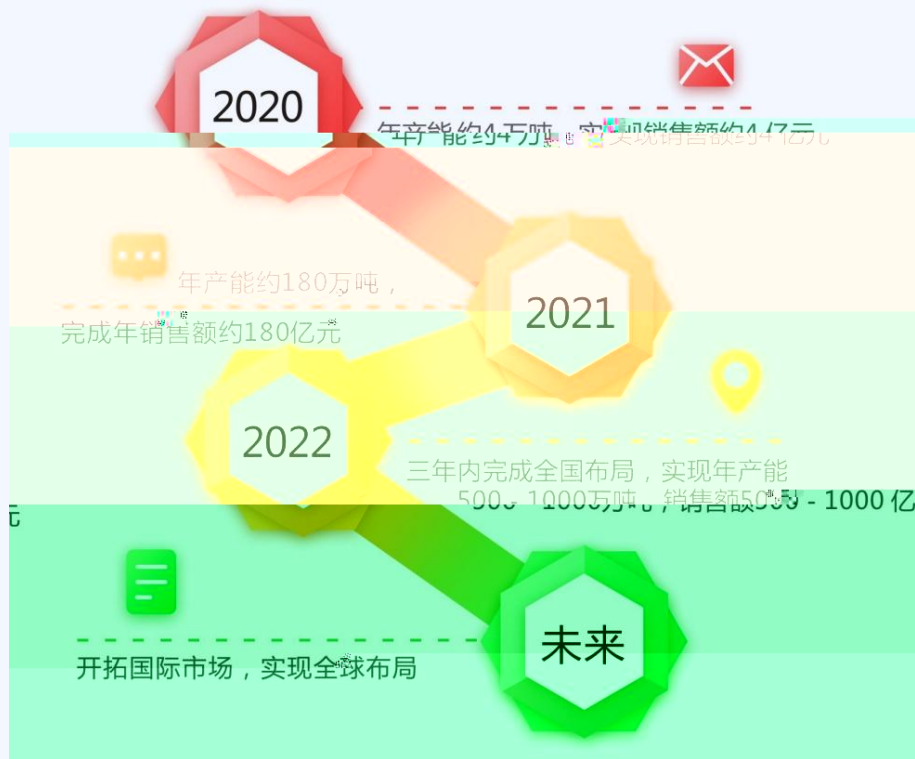 2020
年产能约4万吨，实现销售额约4亿元
年产能约180万吨，
2021
完成年销售额约180亿元
2022
三年内完成全国布局，实现年产能
500 - 1000万吨，销售额500 - 1000 亿
元
未来
开拓国际市场，实现全球布局